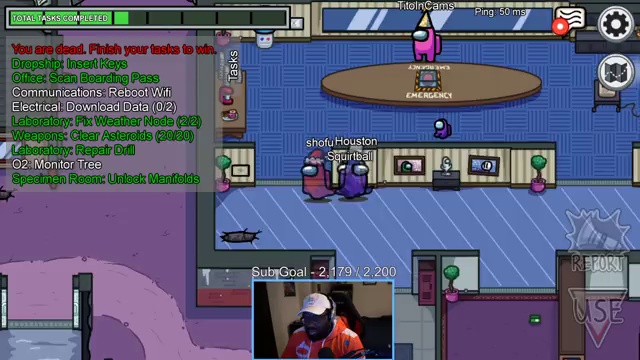 TitoInCams
Ping: 50 ms
TOTAL TASKS COMPLETED
You are dead. Finish your tasks to win.
Dropship: Insert Keys
Office: Scan Boarding Pass
Communications: Reboot Wifi
Electrical: Download Data (0/2)
Laboratory: Fix Weather Node (2/2)
Weapons: Clear Asteroids (20/20)
Laboratory: Repair Drill
O2: Monitor Tree
Specimen Room: Unlock Manifolds
Tasks
EMERGENCY
EMERGENCY
shofu
Houston
Squirtball
REPORT
USE
Sub Goal - 2,179 / 2,200